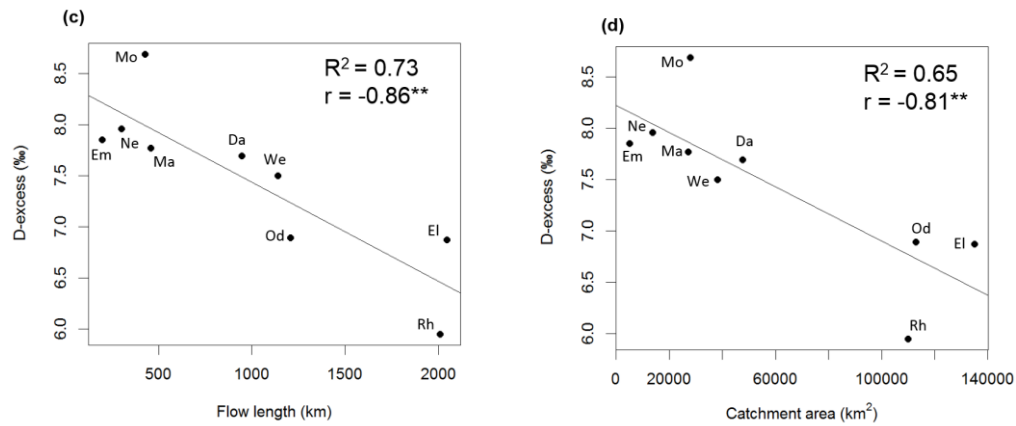 (c)
R² = 0.73
r = -0.86**
Mo
Ne
Em
Ma
Da
We
Od
El
Rh
D-excess (‰)
8.5
8.0
7.5
7.0
6.5
6.0
500 1000 1500 2000
Flow length (km)
(d)
R² = 0.65
r = -0.81**
Mo
Ne
Em
Ma
Da
We
Od
El
Rh
D-excess (‰)
8.5
8.0
7.5
7.0
6.5
6.0
0 20000 60000 100000 140000
Catchment area (km²)